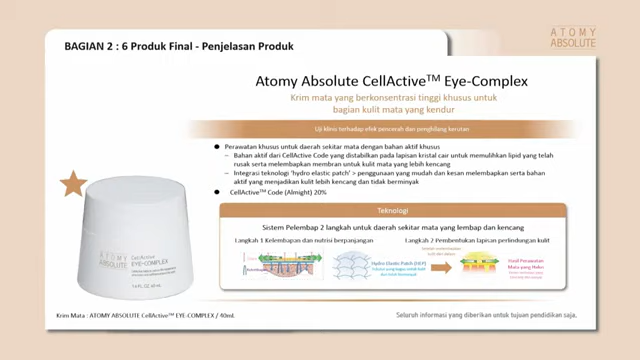 BAGIAN 2 : 6 Produk Final - Penjelasan Produk
ATOMY
ABSOLUTE
Atomy Absolute CellActive™ Eye-Complex
Krim mata yang berkonsentrasi tinggi khusus untuk
bagian kulit mata yang kendur
Uji klinis terhadap efek pencerah dan penghilang kerutan
● Perawatan khusus untuk daerah sekitar mata dengan bahan aktif khusus
– Bahan aktif dari CellActive Code yang distabilkan pada lapisan kristal cair untuk memulihkan lipid yang telah
rusak serta melembapkan membran untuk kulit mata yang lebih kencang
– Integrasi teknologi 'hydro elastic patch' > penggunaan yang mudah dan kesan melembapkan serta bahan
aktif yang menjadikan kulit lebih kencang dan tidak berminyak
● CellActive™ Code (Almight) 20%
Teknologi
Sistem Pelembap 2 langkah untuk daerah sekitar mata yang lembap dan kencang
Langkah 1 Kelembapan dan nutrisi berpanjangan
Langkah 2 Pembentukan lapisan perlindungan kulit
Hydro Elastic Patch (HEP)
Hasil Perawatan
Mata yang Halus
ATOMY
ABSOLUTE
CellActive
EYE-COMPLEX
Krim Mata : ATOMY ABSOLUTE CellActive™ EYE-COMPLEX / 40ml.
Seluruh informasi yang diberikan untuk tujuan pendidikan saja.